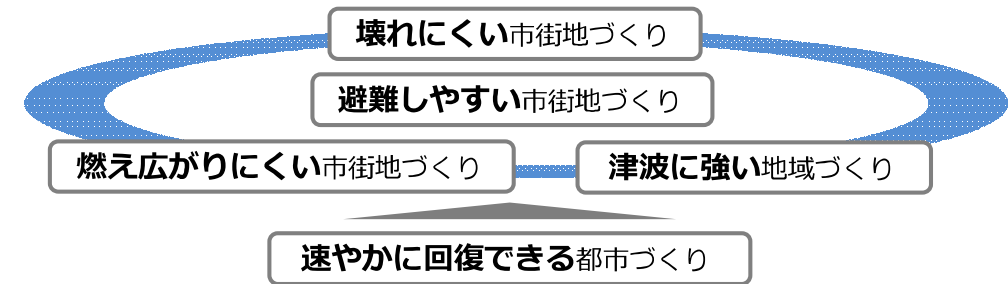 壊れにくい市街地づくり
避難しやすい市街地づくり
燃え広がりにくい市街地づくり
津波に強い地域づくり
速やかに回復できる都市づくり